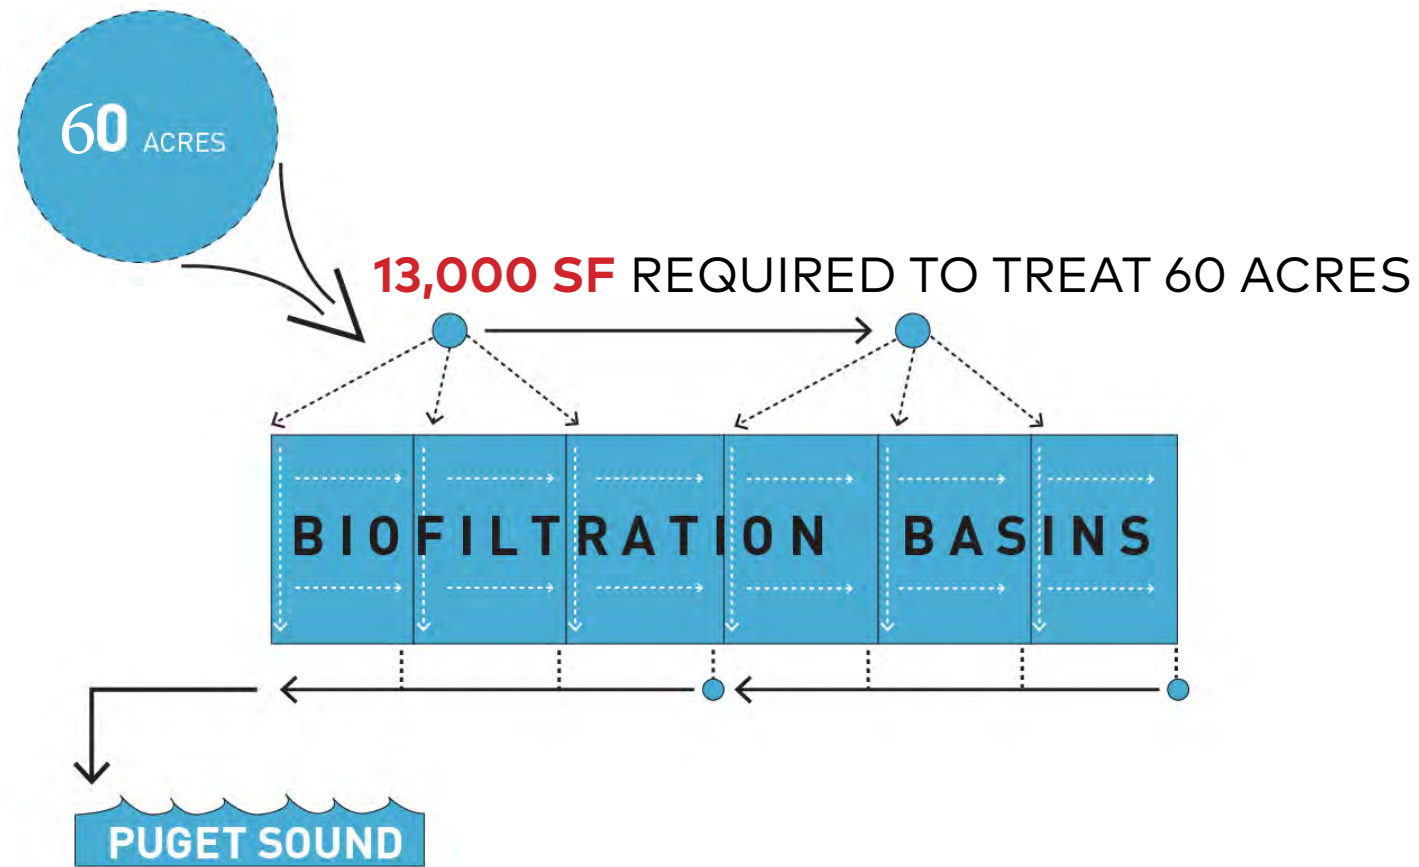 60 ACRES
13,000 SF REQUIRED TO TREAT 60 ACRES
BIOFILTRATION BASINS
PUGET SOUND